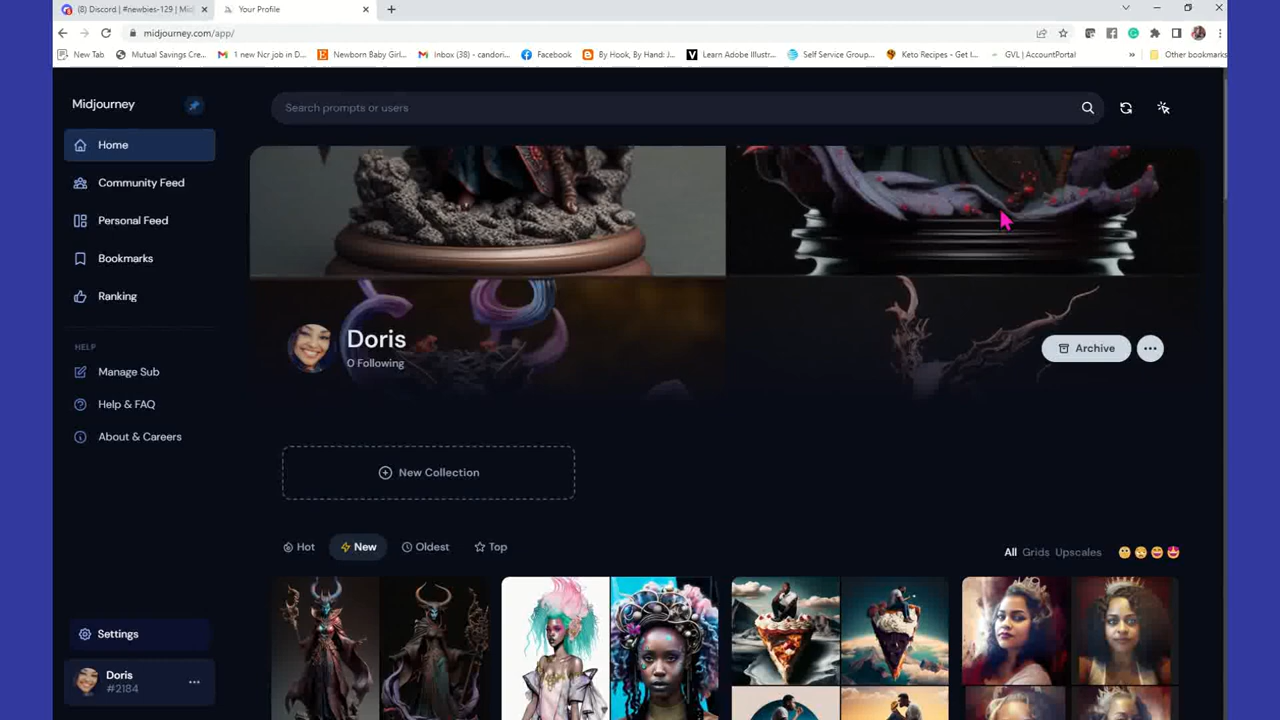 () Discord | #newbies-129 | Mid
Your Profile
midjourney.com/app/
New Tab
Mutual Savings Cre...
1 new Ncr job in D...
Newborn Baby Girl...
Inbox (38) - candori...
Facebook
By Hook, By Hand: J...
Learn Adobe Illustr...
Self Service Group...
Keto Recipes - Get I...
GVL | AccountPortal
»
Other bookmarks
Midjourney
Search prompts or users
Home
Community Feed
Personal Feed
Bookmarks
Ranking
HELP
Manage Sub
Help & FAQ
About & Careers
Doris
0 Following
Archive
New Collection
Hot
New
Oldest
Top
All Grids Upscales
Settings
Doris
#2184